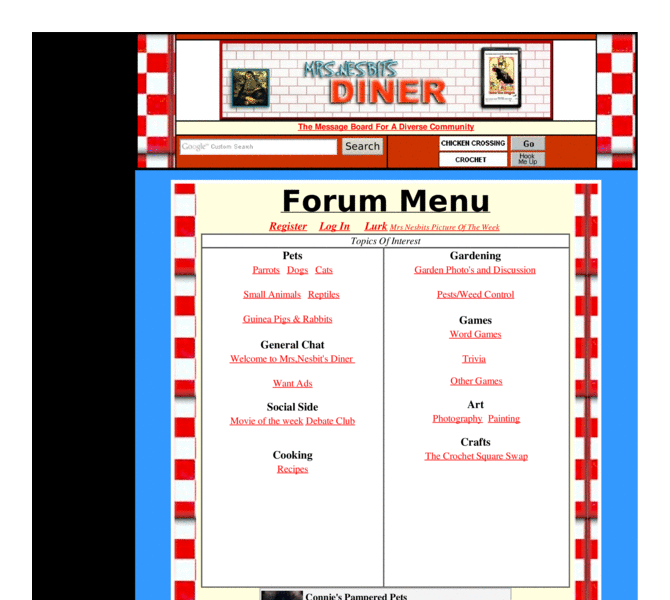 MRS.NESBITS
DINER
The Message Board For A Diverse Community
Google™ Custom Search
Search
CHICKEN CROSSING
Go
CROCHET
Hook
Me Up
Forum Menu
Register Log In Lurk Mrs Nesbits Picture Of The Week
Topics Of Interest
Pets
Parrots Dogs Cats
Small Animals Reptiles
Guinea Pigs & Rabbits
General Chat
Welcome to Mrs,Nesbit's Diner
Want Ads
Social Side
Movie of the week Debate Club
Cooking
Recipes
Gardening
Garden Photo's and Discussion
Pests/Weed Control
Games
Word Games
Trivia
Other Games
Art
Photography Painting
Crafts
The Crochet Square Swap
Connie's Pampered Pets